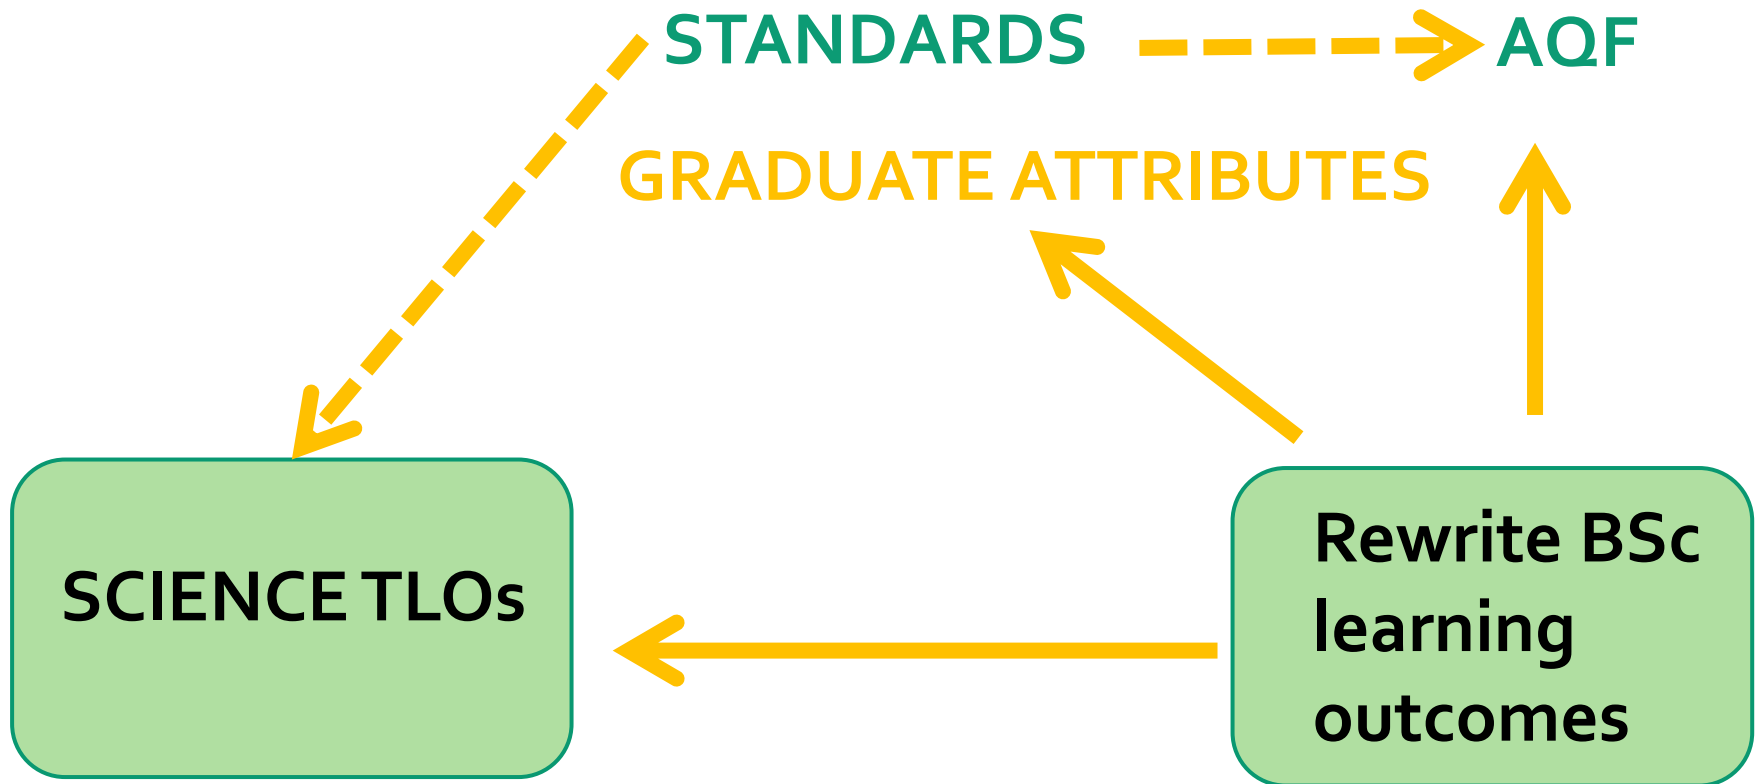 STANDARDS AQF
GRADUATE ATTRIBUTES
SCIENCE TLOs
Rewrite BSc
learning
outcomes